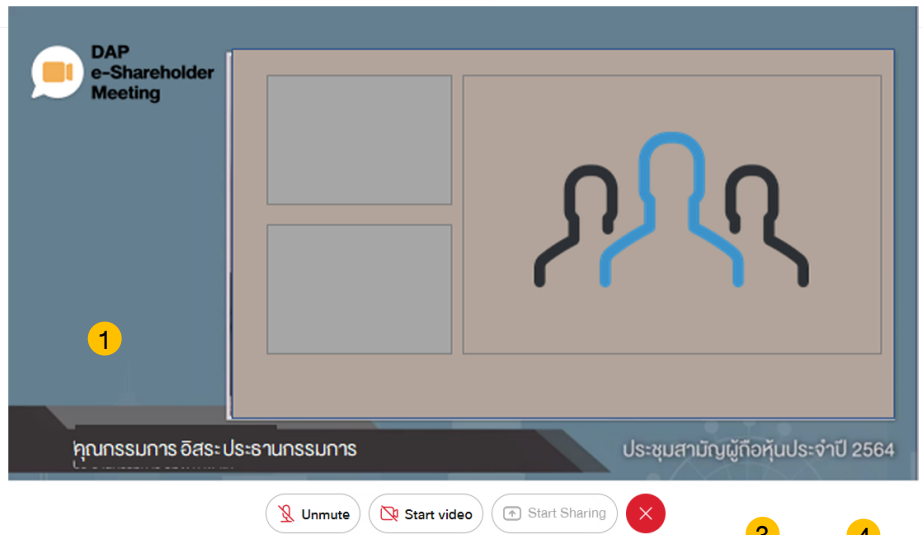 DAP
e-Shareholder
Meeting
1
คุณกรรมการ อิสระ ประธานกรรมการ
ประชุมสามัญผู้ถือหุ้นประจำปี 2564
Unmute
Start video
Start Sharing
3
4